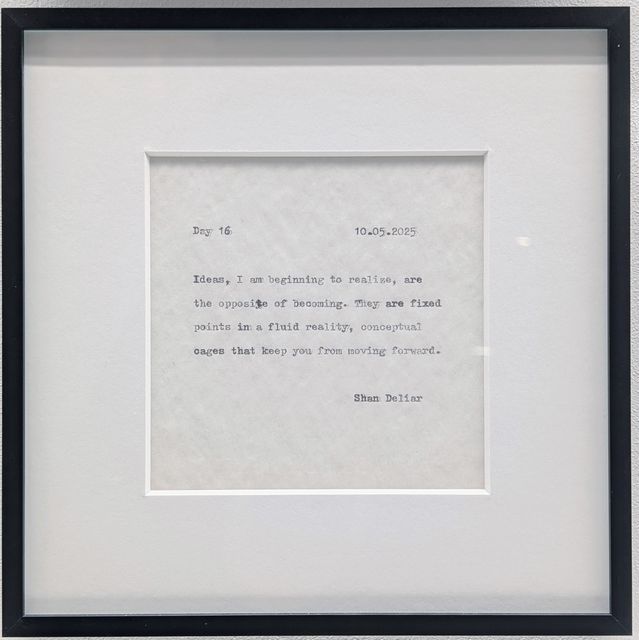 Day 16 10.05.2025
Ideas, I am beginning to realize, are
the opposite of becoming. They are fixed
points in a fluid reality, conceptual
cages that keep you from moving forward.
Shan Deliar